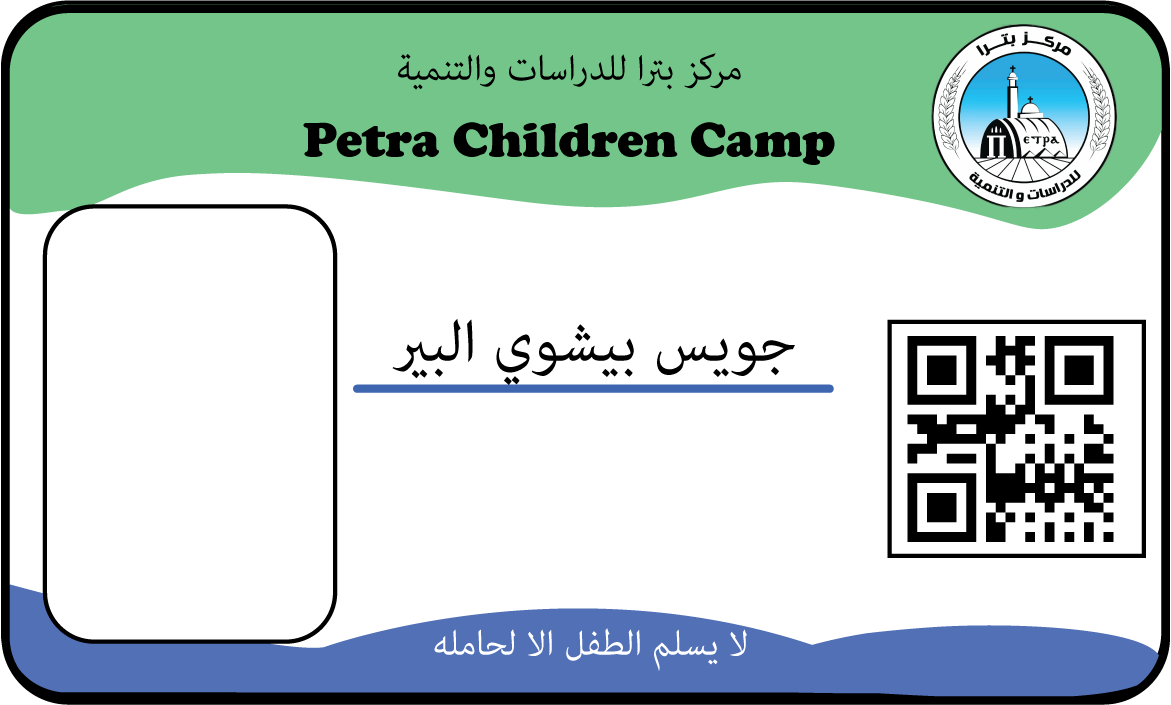 مركز بترا للدراسات والتنمية
Petra Children Camp
مركز بترا
ETPA
للدراسات و التنمية
جويس بيشوي البير
لا يسلم الطفل الا لحامله